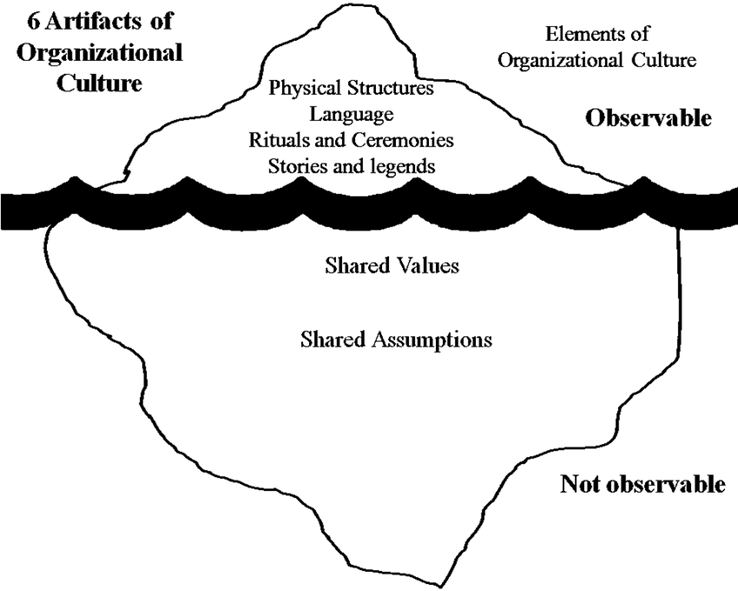 6 Artifacts of
Organizational
Culture
Elements of
Organizational Culture
Observable
Physical Structures
Language
Rituals and Ceremonies
Stories and legends
Shared Values
Shared Assumptions
Not observable